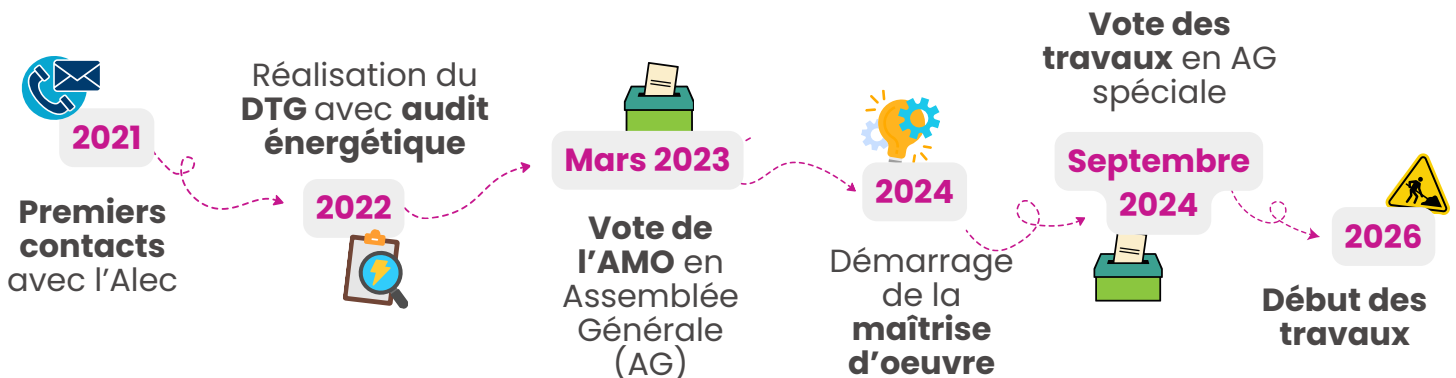 2021
Premiers
contacts
avec l'Alec
Réalisation du
DTG avec audit
énergétique
2022
Mars 2023
Vote de
l'AMO en
Assemblée
Générale
(AG)
2024
Démarrage
de la
maîtrise
d'oeuvre
Vote des
travaux en AG
spéciale
Septembre
2024
2026
Début des
travaux